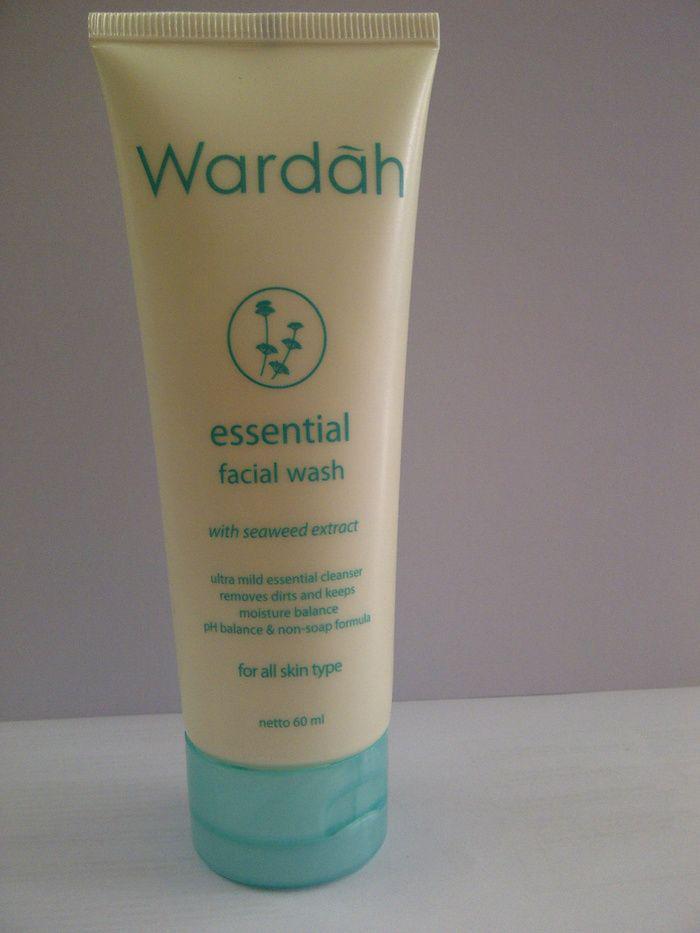 Wardàh
essential
facial wash
with seaweed extract
ultra mild essential cleanser
removes dirts and keeps
moisture balance
pH balance & non-soap formula
for all skin type
netto 60 ml